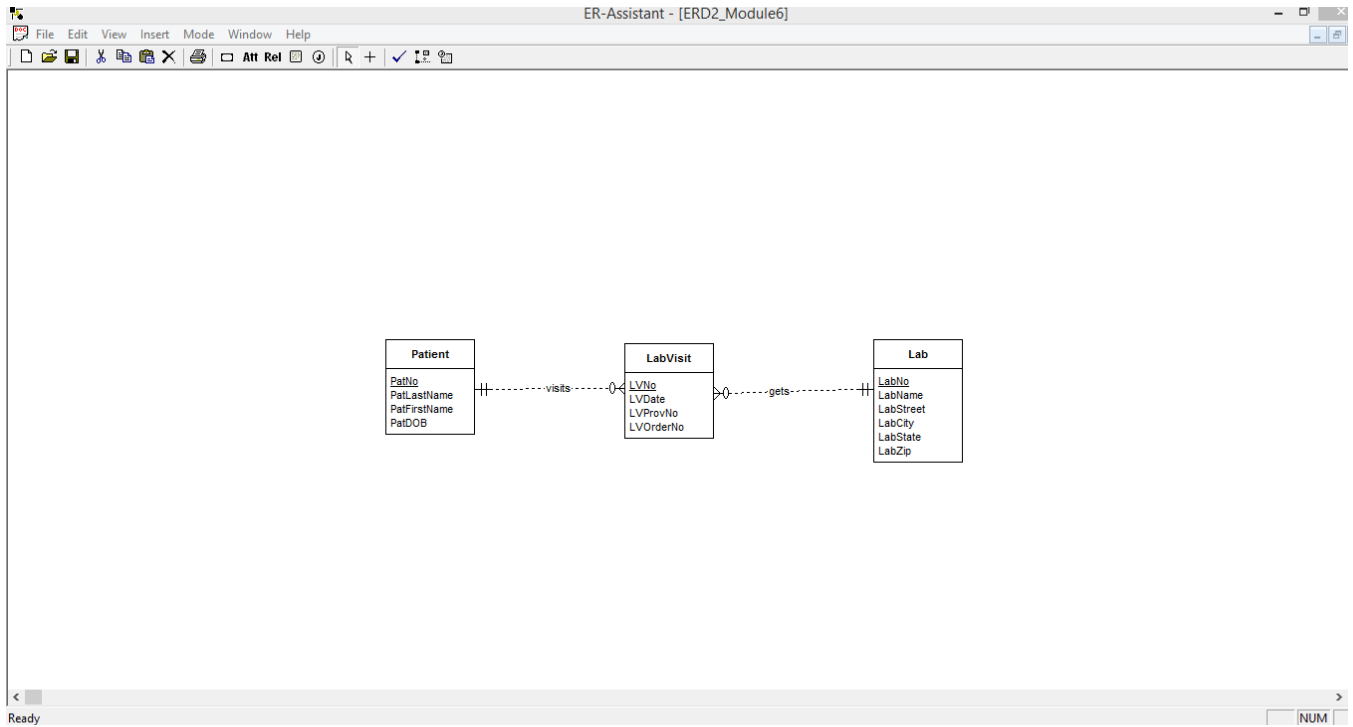 ER-Assistant - [ERD2_Module6]
DOC File Edit View Insert Mode Window Help
Att Rel
Patient
PatNo
PatLastName
PatFirstName
PatDOB
visits
LabVisit
LVNo
LVDate
LVProvNo
LVOrderNo
gets
Lab
LabNo
LabName
LabStreet
LabCity
LabState
LabZip
Ready NUM